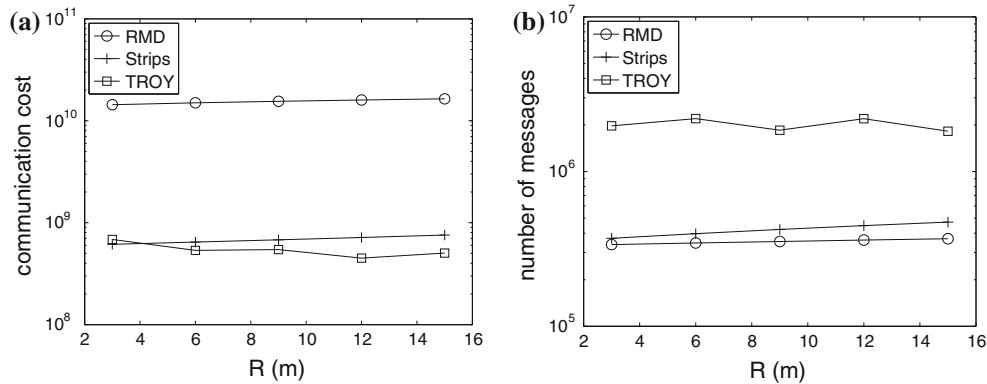 (a)
10^11
10^10
10^9
10^8
communication cost
RMD
Strips
TROY
2 4 6 8 10 12 14 16
R (m)
(b)
10^7
10^6
10^5
number of messages
RMD
Strips
TROY
2 4 6 8 10 12 14 16
R (m)